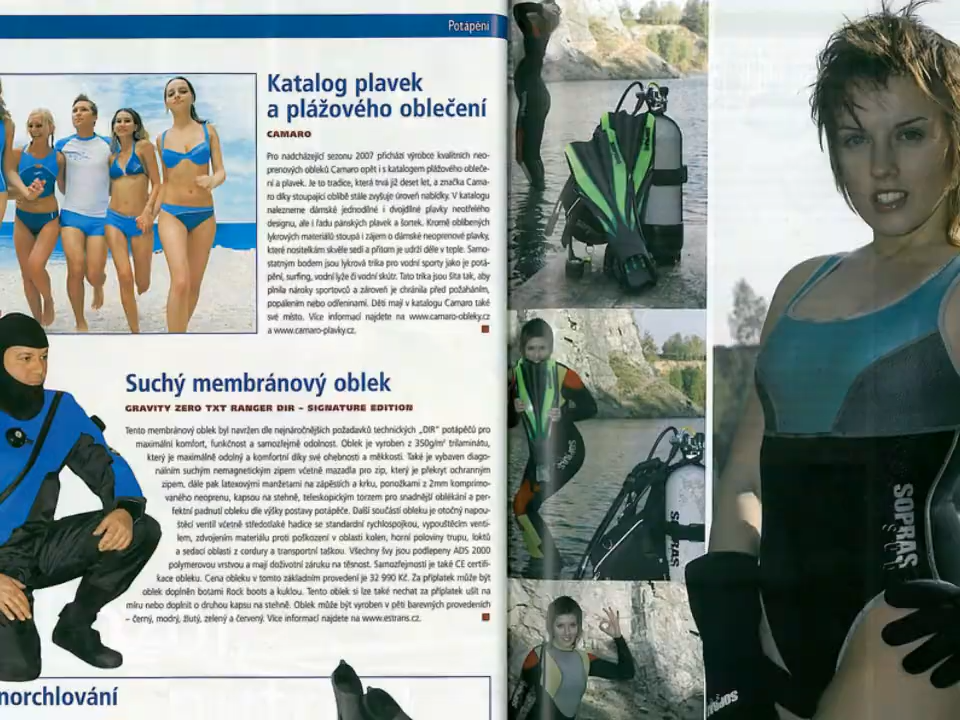 Potápění
Katalog plavek
a plážového oblečení
CAMARO
Pro nadcházející sezonu 2007 přichází výrobce kvalitních neo-
prenových obleků Camaro opět i s katalogem plážového obleče-
ní a plavek. Je to tradice, která trvá již deset let, a značka Cama-
ro díky stoupající oblibě stále zvyšuje úroveň nabídky. V katalogu
nalezneme dámské jednodílné i dvojdílné plavky neotřelého
designu, ale i řadu pánských plavek a šortek. Kromě oblíbených
lykrových materiálů stoupá i zájem o dámské neoprenové plavky,
které nositelkám skvěle sedí a přitom je udrží déle v teple. Samo-
statným bodem jsou lykrová trika pro vodní sporty jako je potá-
pění, surfing, vodní lyže či vodní skútr. Tato trika jsou šita tak, aby
plnila nároky sportovců a zároveň je chránila před požaháním,
popálením nebo odřeninami. Děti mají v katalogu Camaro také
své místo. Více informací najdete na www.camaro-obleky.cz
a www.camaro-plavky.cz.
Suchý membránový oblek
GRAVITY ZERO TXT RANGER DIR – SIGNATURE EDITION
Tento membránový oblek byl navržen dle nejnáročnějších požadavků technických „DIR" potápěčů pro
maximální komfort, funkčnost a samozřejmě odolnost. Oblek je vyroben z 350g/m² trilaminátu,
který je maximálně odolný a komfortní díky své ohebnosti a měkkosti. Také je vybaven diago-
nálním suchým nemagnetickým zipem včetně mazadla pro zip, který je překryt ochranným
zipem, dále pak latexovými manžetami na zápěstích a krku, ponožkami z 2mm komprimo-
vaného neoprenu, kapsou na stehně, teleskopickým torzem pro snadnější oblékání a per-
fektní padnutí obleku dle výšky postavy potápěče. Další součástí obleku je otočný napou-
štěcí ventil včetně středotlaké hadice se standardní rychlospojkou, vypouštěcím venti-
lem, zdvojením materiálu proti poškození v oblasti kolen, horní poloviny trupu, loktů
a sedací oblasti z cordury a transportní taškou. Všechny švy jsou podlepeny ADS 2000
polymerovou vrstvou a mají doživotní záruku na těsnost. Samozřejmostí je také CE certifi-
kace obleku. Cena obleku v tomto základním provedení je 32 990 Kč. Za příplatek může být
oblek doplněn botami Rock boots a kuklou. Tento oblek si lze také nechat za příplatek ušít na
míru nebo doplnit o druhou kapsu na stehně. Oblek může být vyroben v pěti barevných provedeních
– černý, modrý, žlutý, zelený a červený. Více informací najdete na www.estrans.cz.
norchlování
SOPRAS
SOPRAS
SOPRAS
SOPRAS